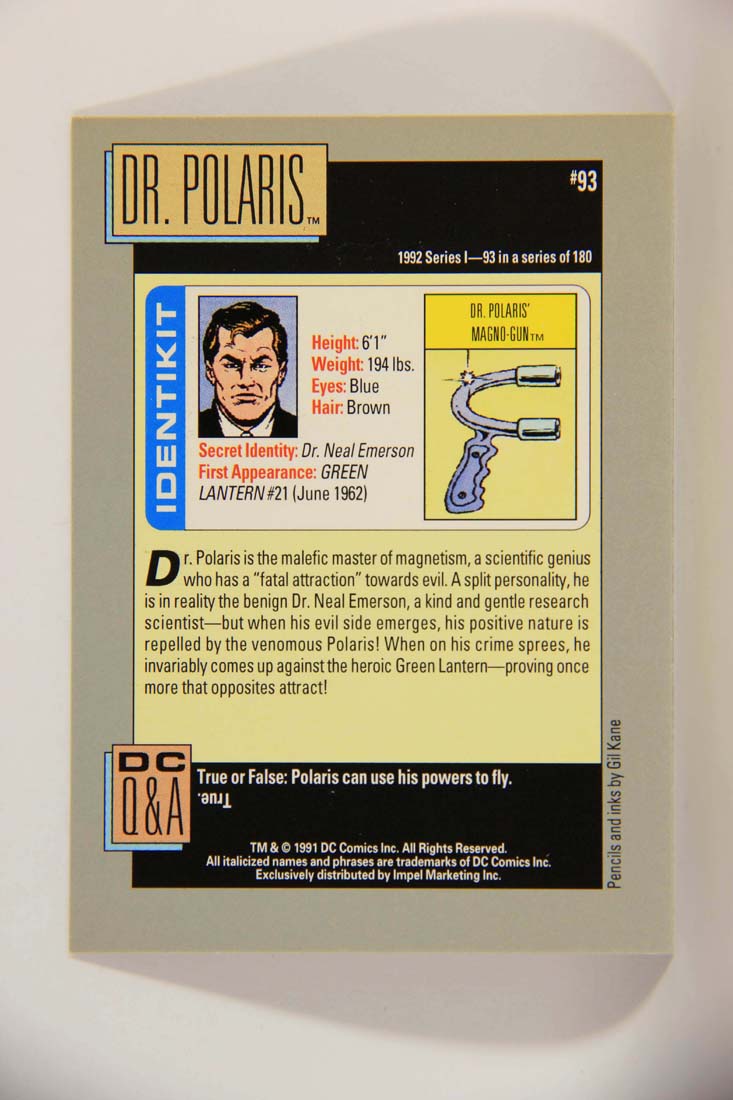 DR. POLARIS™
#93
1992 Series I—93 in a series of 180
IDENTIKIT
Height: 6'1"
Weight: 194 lbs.
Eyes: Blue
Hair: Brown
Secret Identity: Dr. Neal Emerson
First Appearance: GREEN
LANTERN #21 (June 1962)
DR. POLARIS'
MAGNO-GUN™
Dr. Polaris is the malefic master of magnetism, a scientific genius
who has a "fatal attraction" towards evil. A split personality, he
is in reality the benign Dr. Neal Emerson, a kind and gentle research
scientist—but when his evil side emerges, his positive nature is
repelled by the venomous Polaris! When on his crime sprees, he
invariably comes up against the heroic Green Lantern—proving once
more that opposites attract!
DC
Q&A
True or False: Polaris can use his powers to fly.
True.
TM & © 1991 DC Comics Inc. All Rights Reserved.
All italicized names and phrases are trademarks of DC Comics Inc.
Exclusively distributed by Impel Marketing Inc.
Pencils and inks by Gil Kane